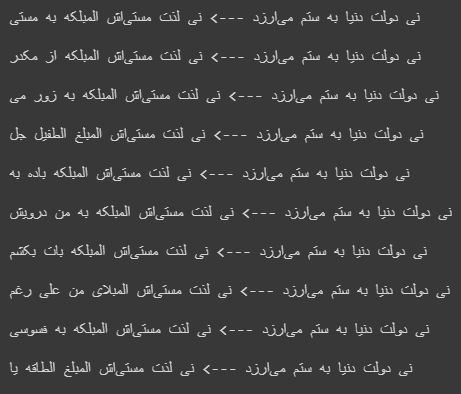 نی دولت دنیا به ستم می‌ارزد ---> نی لذت مستی‌اش المبلکه به مستی
نی دولت دنیا به ستم می‌ارزد ---> نی لذت مستی‌اش المبلکه از مکدر
نی دولت دنیا به ستم می‌ارزد ---> نی لذت مستی‌اش المبلکه به زور می
نی دولت دنیا به ستم می‌ارزد ---> نی لذت مستی‌اش المبلغ الطفیل جل
نی دولت دنیا به ستم می‌ارزد ---> نی لذت مستی‌اش المبلکه باده به
نی دولت دنیا به ستم می‌ارزد ---> نی لذت مستی‌اش المبلکه به من درویش
نی دولت دنیا به ستم می‌ارزد ---> نی لذت مستی‌اش المبلکه بات بکشم
نی دولت دنیا به ستم می‌ارزد ---> نی لذت مستی‌اش المبلای من علی رغم
نی دولت دنیا به ستم می‌ارزد ---> نی لذت مستی‌اش المبلکه به فسوسی
نی دولت دنیا به ستم می‌ارزد ---> نی لذت مستی‌اش المبلغ الطاقه یا